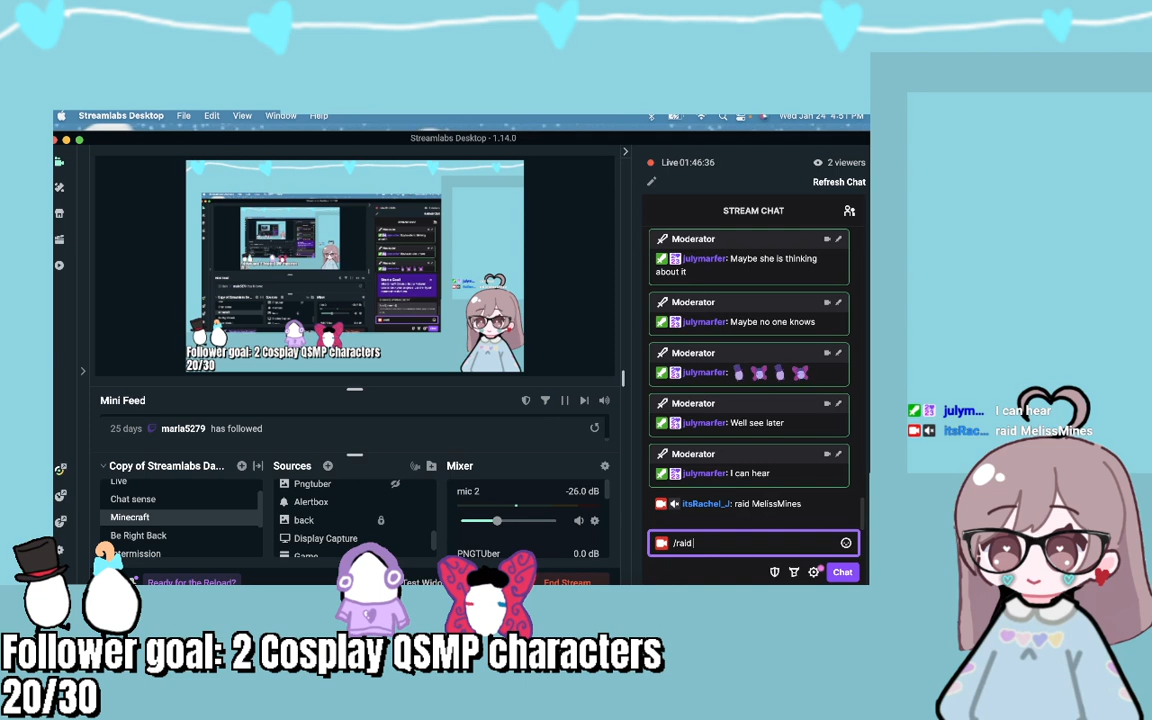 Streamlabs Desktop File Edit View Window Help Wed Jan 24 4:51 PM
Streamlabs Desktop - 1.14.0
Live 01:46:36 2 viewers
Refresh Chat
STREAM CHAT
Moderator
julymarfer: Maybe she is thinking
about it
Moderator
julymarfer: Maybe no one knows
Moderator
julymarfer:
Moderator
julymarfer: Well see later
Moderator
julymarfer: I can hear
itsRachel_J: raid MelissMines
/raid
Chat
Follower goal: 2 Cosplay QSMP characters
20/30
Mini Feed
25 days marla5279 has followed
Copy of Streamlabs Da...
Live
Chat sense
Minecraft
Be Right Back
Intermission
Sources
Pngtuber
Alertbox
back
Display Capture
Game
Mixer
mic 2 -26.0 dB
PNGTUber 0.0 dB
Ready for the Reload?
Test Wid
End Stream
julym... I can hear
itsRac... raid MelissMines
Follower goal: 2 Cosplay QSMP characters
20/30